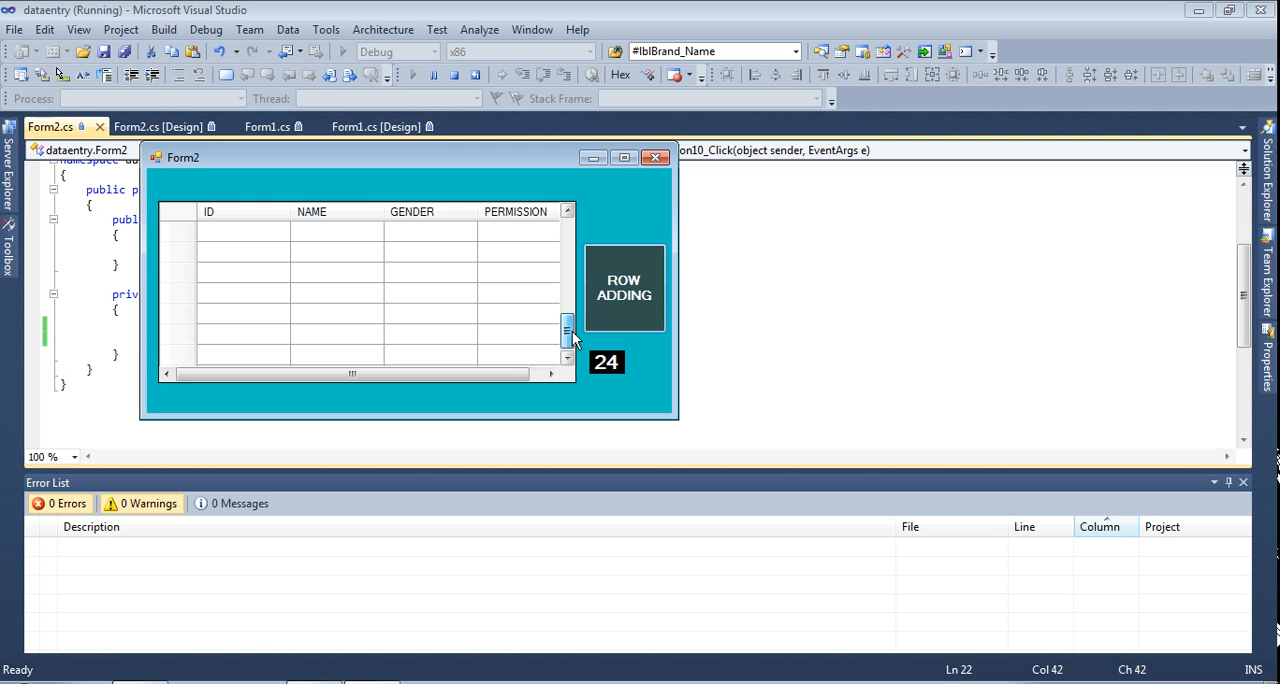 dataentry (Running) - Microsoft Visual Studio
File Edit View Project Build Debug Team Data Tools Architecture Test Analyze Window Help
Debug x86 #lblBrand_Name
Hex
Process: Thread: Stack Frame:
Form2.cs Form2.cs [Design] Form1.cs Form1.cs [Design]
dataentry.Form2 on10_Click(object sender, EventArgs e)
Server Explorer
Toolbox
Solution Explorer
Team Explorer
Properties
{
public p
{
publ
{
}
priv
{
}
}
}
Form2
ID NAME GENDER PERMISSION
ROW
ADDING
24
100 %
Error List
0 Errors 0 Warnings 0 Messages
Description File Line Column Project
Ready Ln 22 Col 42 Ch 42 INS